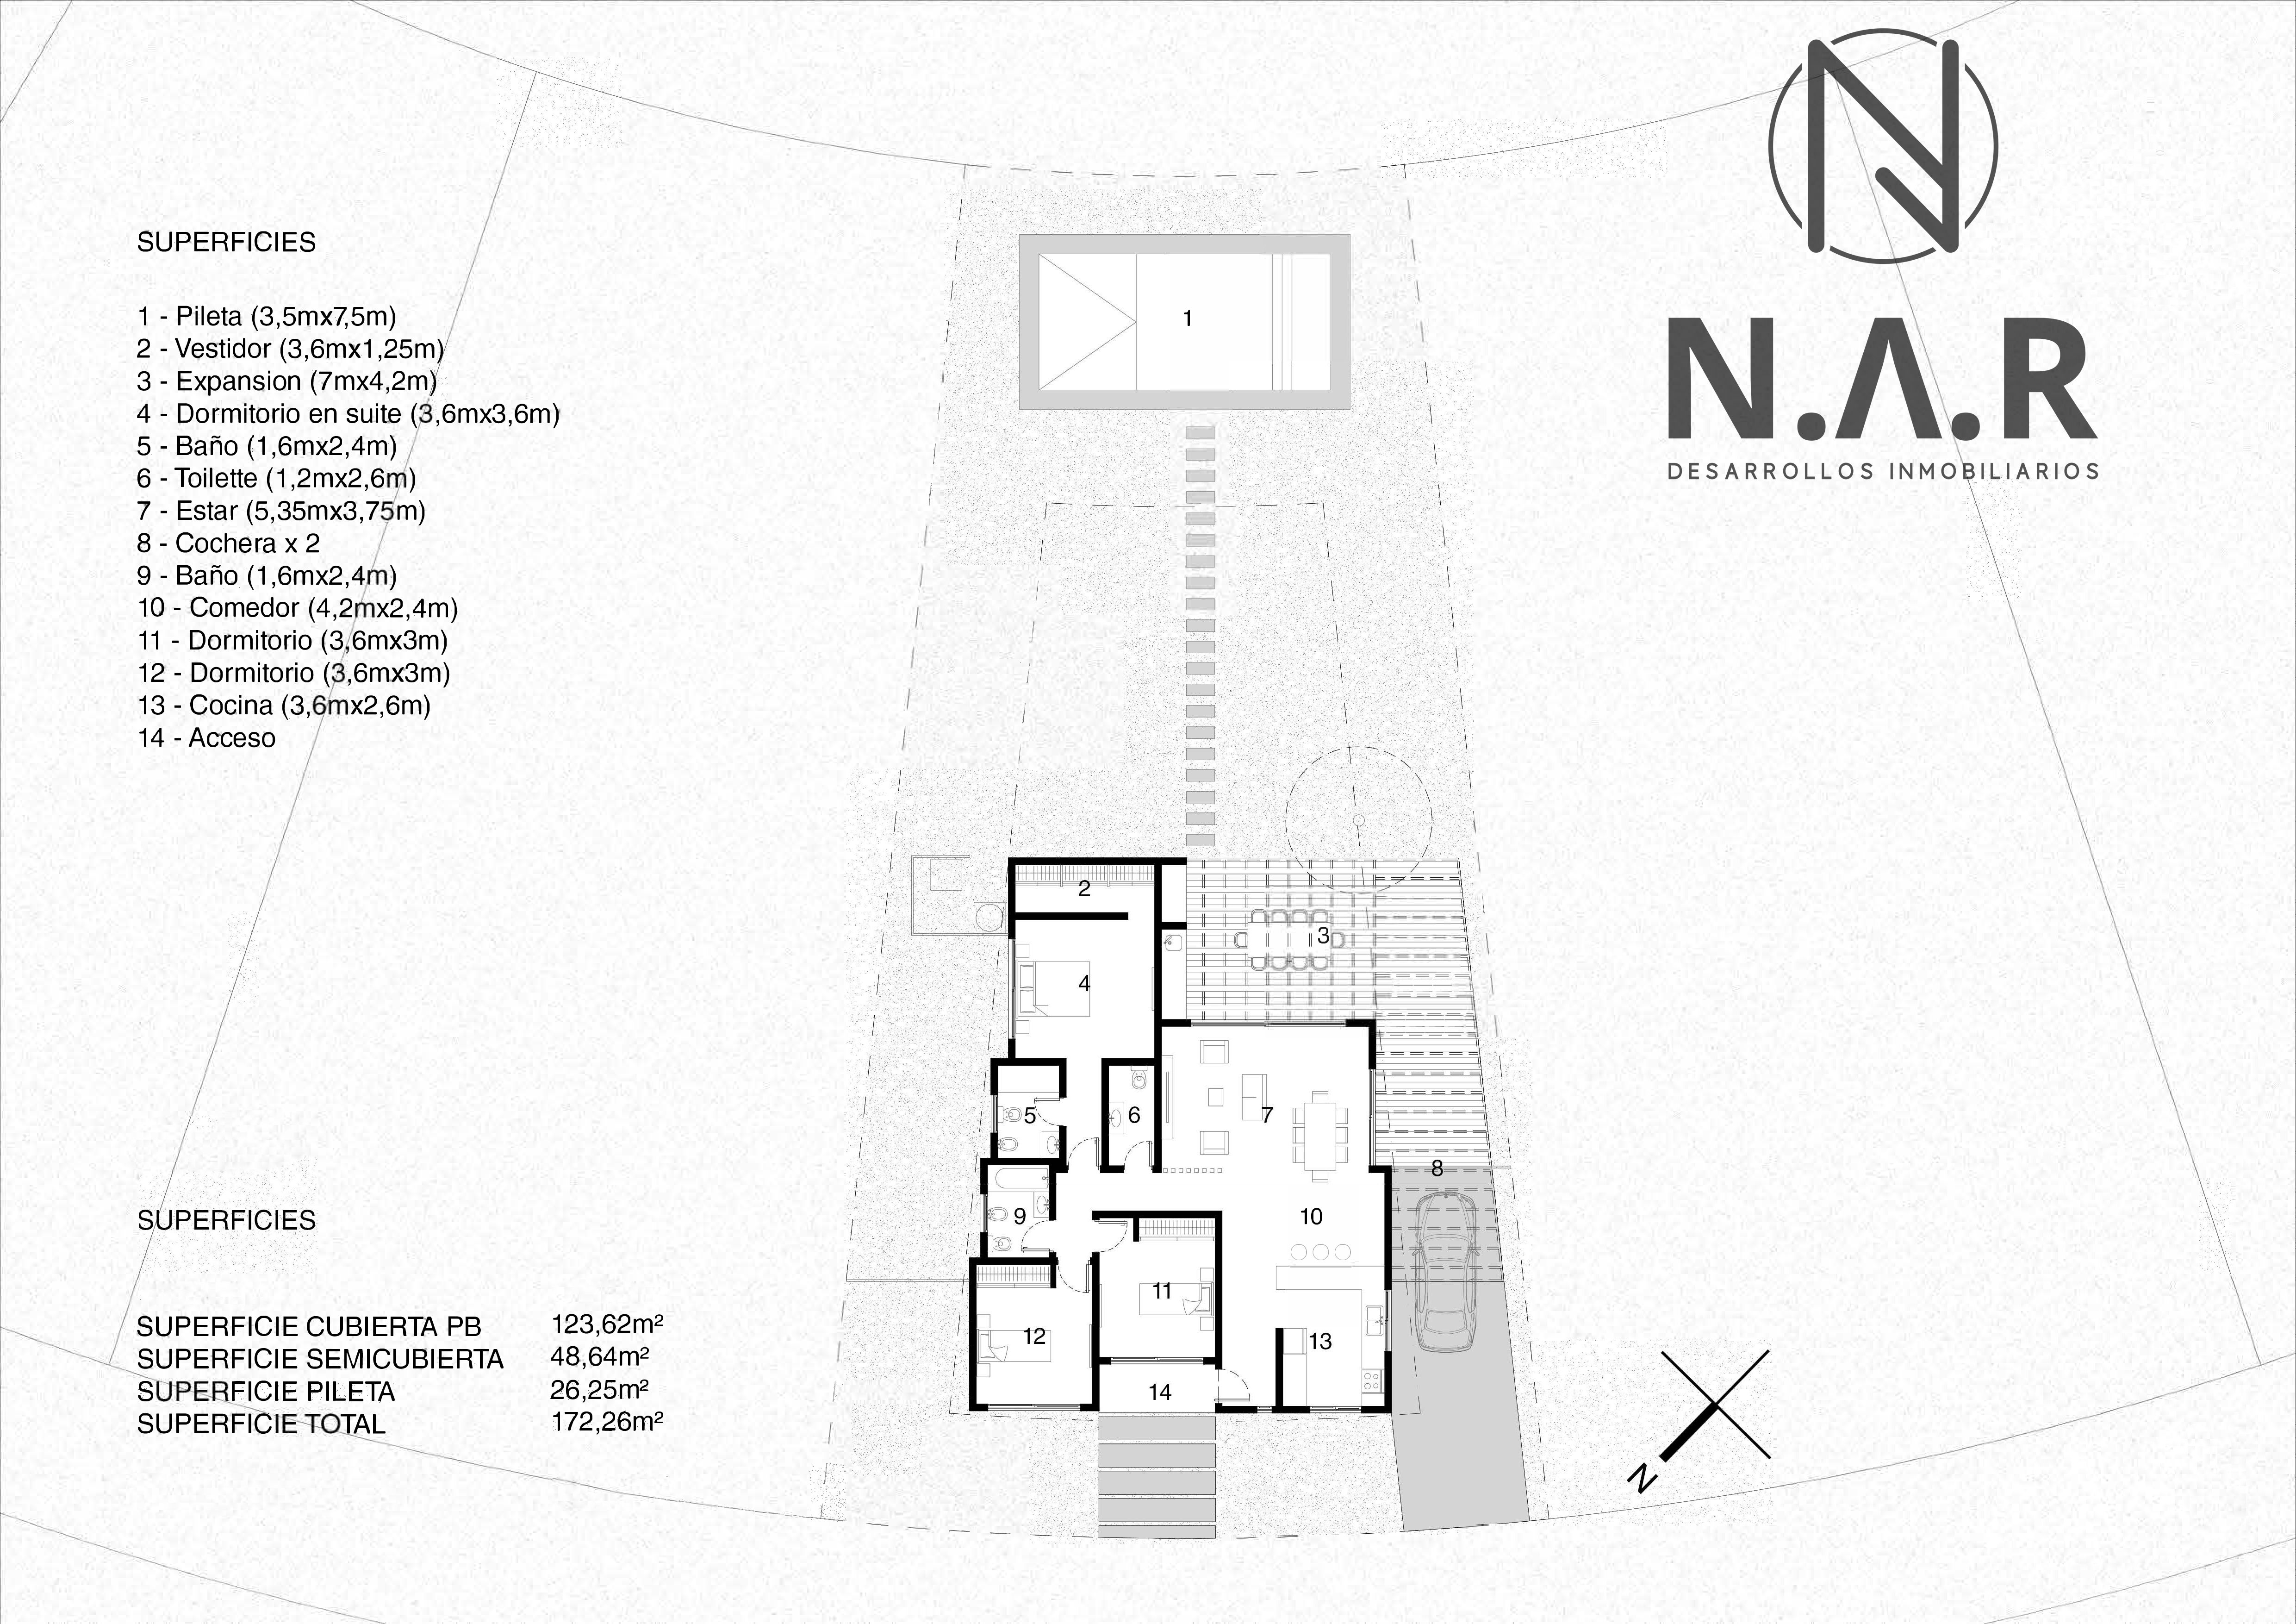 SUPERFICIES
1 - Pileta (3,5mx7,5m)
2 - Vestidor (3,6mx1,25m)
3 - Expansion (7mx4,2m)
4 - Dormitorio en suite (3,6mx3,6m)
5 - Baño (1,6mx2,4m)
6 - Toilette (1,2mx2,6m)
7 - Estar (5,35mx3,75m)
8 - Cochera x 2
9 - Baño (1,6mx2,4m)
10 - Comedor (4,2mx2,4m)
11 - Dormitorio (3,6mx3m)
12 - Dormitorio (3,6mx3m)
13 - Cocina (3,6mx2,6m)
14 - Acceso
SUPERFICIES
SUPERFICIE CUBIERTA PB 123,62m²
SUPERFICIE SEMICUBIERTA 48,64m²
SUPERFICIE PILETA 26,25m²
SUPERFICIE TOTAL 172,26m²
1
2
3
4
5
6
7
8
9
10
11
12
13
14
N.A.R
DESARROLLOS INMOBILIARIOS
N